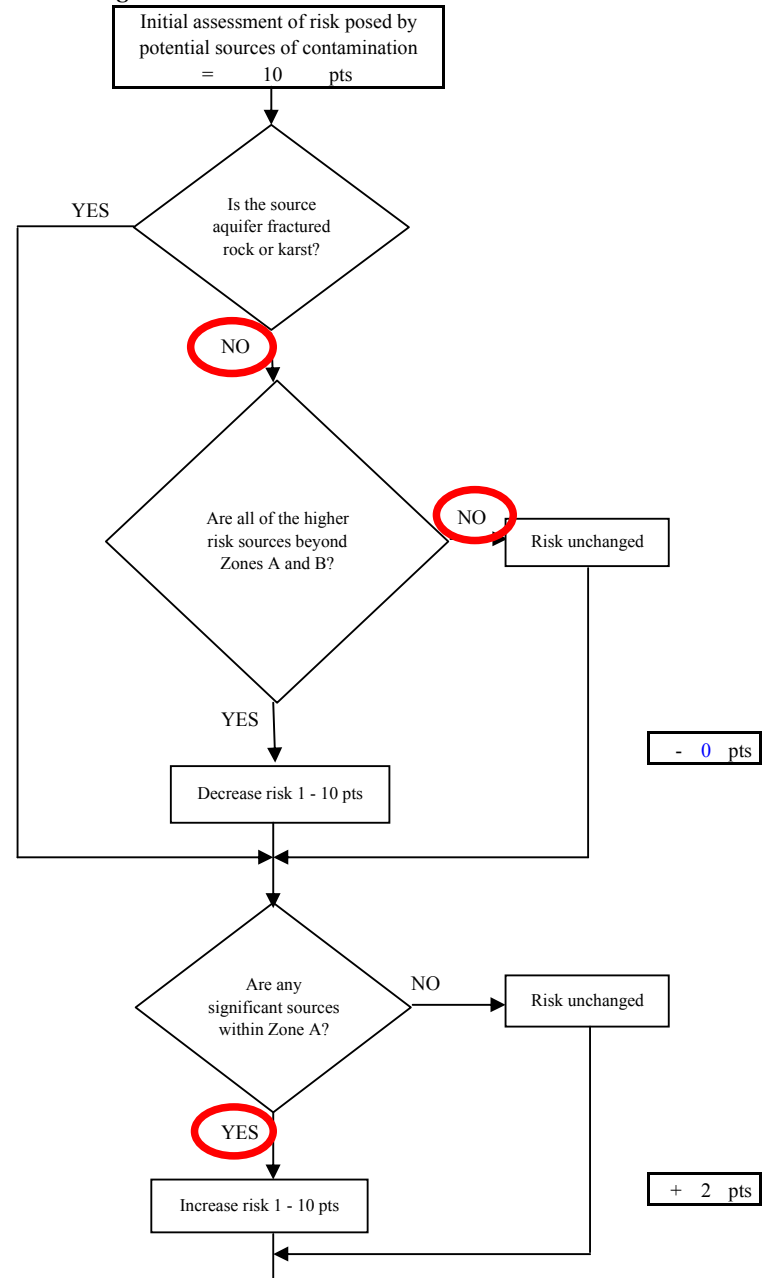 Initial assessment of risk posed by
potential sources of contamination
= 10 pts
YES
Is the source
aquifer fractured
rock or karst?
NO
Are all of the higher
risk sources beyond
Zones A and B?
NO
Risk unchanged
YES
- 0 pts
Decrease risk 1 - 10 pts
Are any
significant sources
within Zone A?
NO
Risk unchanged
YES
+ 2 pts
Increase risk 1 - 10 pts